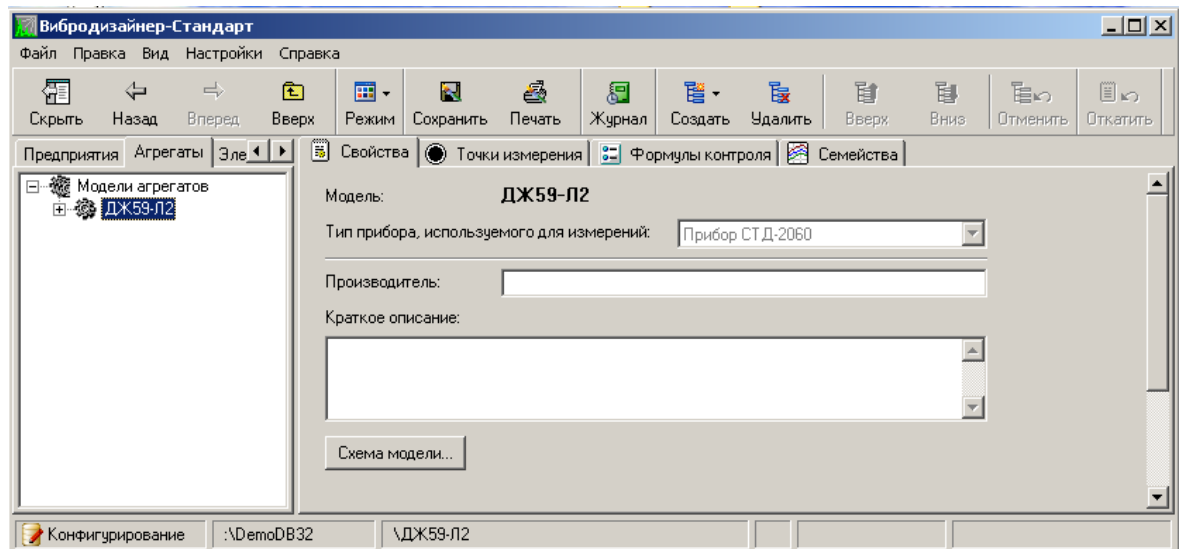 Вибродизайнер-Стандарт
Файл Правка Вид Настройки Справка
Скрыть Назад Вперед Вверх Режим Сохранить Печать Журнал Создать Удалить Вверх Вниз Отменить Откатить
Предприятия Агрегаты Эле Свойства Точки измерения Формулы контроля Семейства
Модели агрегатов
ДЖ59-Л2
Модель: ДЖ59-Л2
Тип прибора, используемого для измерений: Прибор СТД-2060
Производитель:
Краткое описание:
Схема модели...
Конфигурирование :\DemoDB32 \ДЖ59-Л2